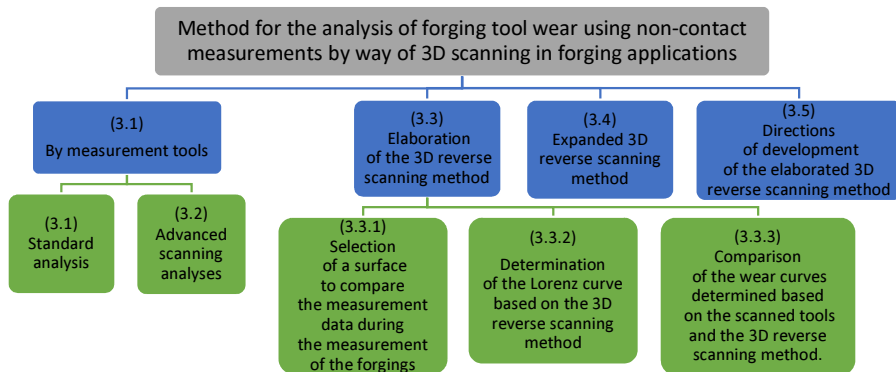 Method for the analysis of forging tool wear using non-contact
measurements by way of 3D scanning in forging applications
(3.1)
By measurement tools
(3.3)
Elaboration
of the 3D reverse
scanning method
(3.4)
Expanded 3D
reverse scanning
method
(3.5)
Directions
of development
of the elaborated 3D
reverse scanning method
(3.1)
Standard
analysis
(3.2)
Advanced
scanning
analyses
(3.3.1)
Selection
of a surface
to compare
the measurement
data during
the measurement
of the forgings
(3.3.2)
Determination
of the Lorenz curve
based on the 3D
reverse scanning
method
(3.3.3)
Comparison
of the wear curves
determined based
on the scanned tools
and the 3D reverse
scanning method.